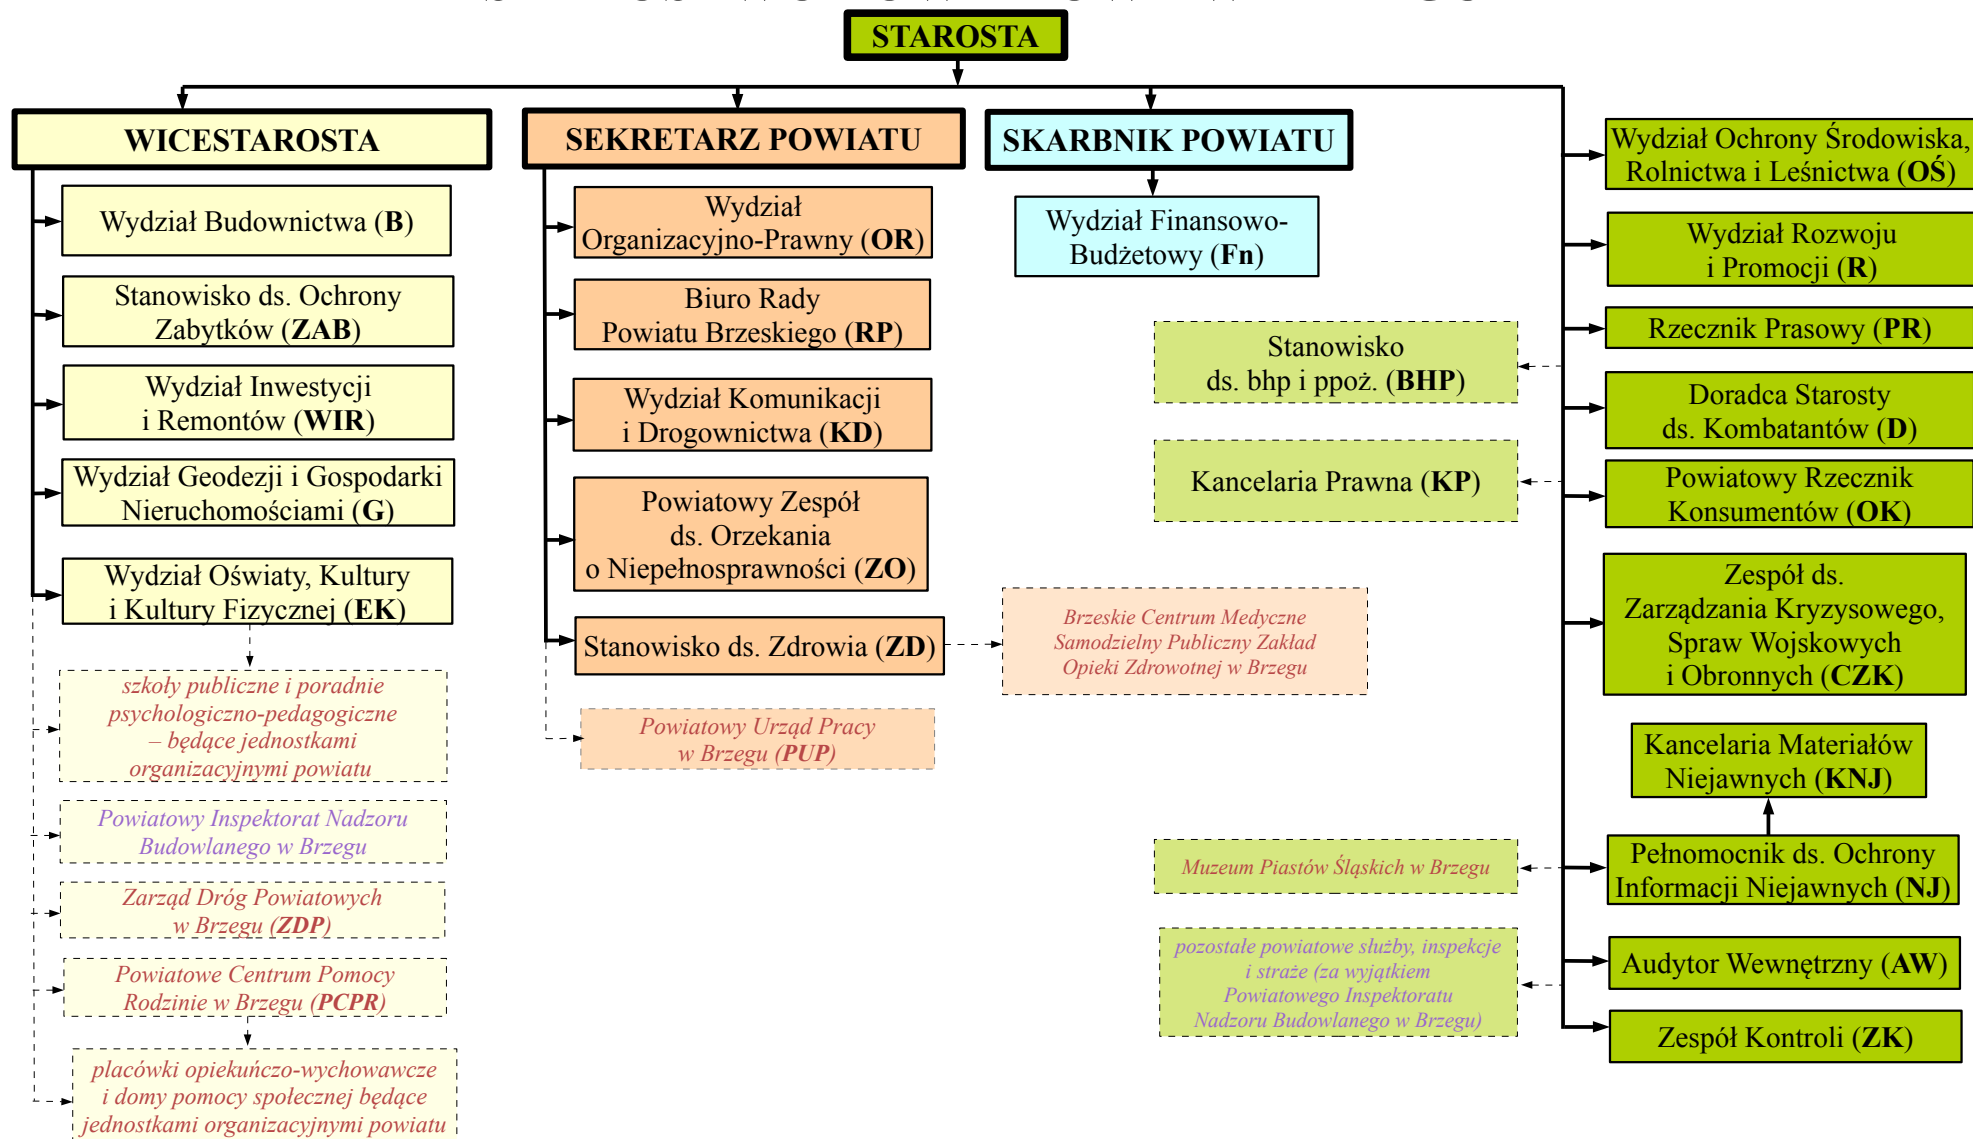 STAROSTA
WICESTAROSTA
Wydział Budownictwa (B)
Stanowisko ds. Ochrony
Zabytków (ZAB)
Wydział Inwestycji
i Remontów (WIR)
Wydział Geodezji i Gospodarki
Nieruchomościami (G)
Wydział Oświaty, Kultury
i Kultury Fizycznej (EK)
szkoły publiczne i poradnie
psychologiczno-pedagogiczne
– będące jednostkami
organizacyjnymi powiatu
Powiatowy Inspektorat Nadzoru
Budowlanego w Brzegu
Zarząd Dróg Powiatowych
w Brzegu (ZDP)
Powiatowe Centrum Pomocy
Rodzinie w Brzegu (PCPR)
placówki opiekuńczo-wychowawcze
i domy pomocy społecznej będące
jednostkami organizacyjnymi powiatu
SEKRETARZ POWIATU
Wydział
Organizacyjno-Prawny (OR)
Biuro Rady
Powiatu Brzeskiego (RP)
Wydział Komunikacji
i Drogownictwa (KD)
Powiatowy Zespół
ds. Orzekania
o Niepełnosprawności (ZO)
Stanowisko ds. Zdrowia (ZD)
Brzeskie Centrum Medyczne
Samodzielny Publiczny Zakład
Opieki Zdrowotnej w Brzegu
Powiatowy Urząd Pracy
w Brzegu (PUP)
SKARBNIK POWIATU
Wydział Finansowo-
Budżetowy (Fn)
Stanowisko
ds. bhp i ppoż. (BHP)
Kancelaria Prawna (KP)
Muzeum Piastów Śląskich w Brzegu
pozostałe powiatowe służby, inspekcje
i straże (za wyjątkiem
Powiatowego Inspektoratu
Nadzoru Budowlanego w Brzegu)
Wydział Ochrony Środowiska,
Rolnictwa i Leśnictwa (OŚ)
Wydział Rozwoju
i Promocji (R)
Rzecznik Prasowy (PR)
Doradca Starosty
ds. Kombatantów (D)
Powiatowy Rzecznik
Konsumentów (OK)
Zespół ds.
Zarządzania Kryzysowego,
Spraw Wojskowych
i Obronnych (CZK)
Kancelaria Materiałów
Niejawnych (KNJ)
Pełnomocnik ds. Ochrony
Informacji Niejawnych (NJ)
Audytor Wewnętrzny (AW)
Zespół Kontroli (ZK)